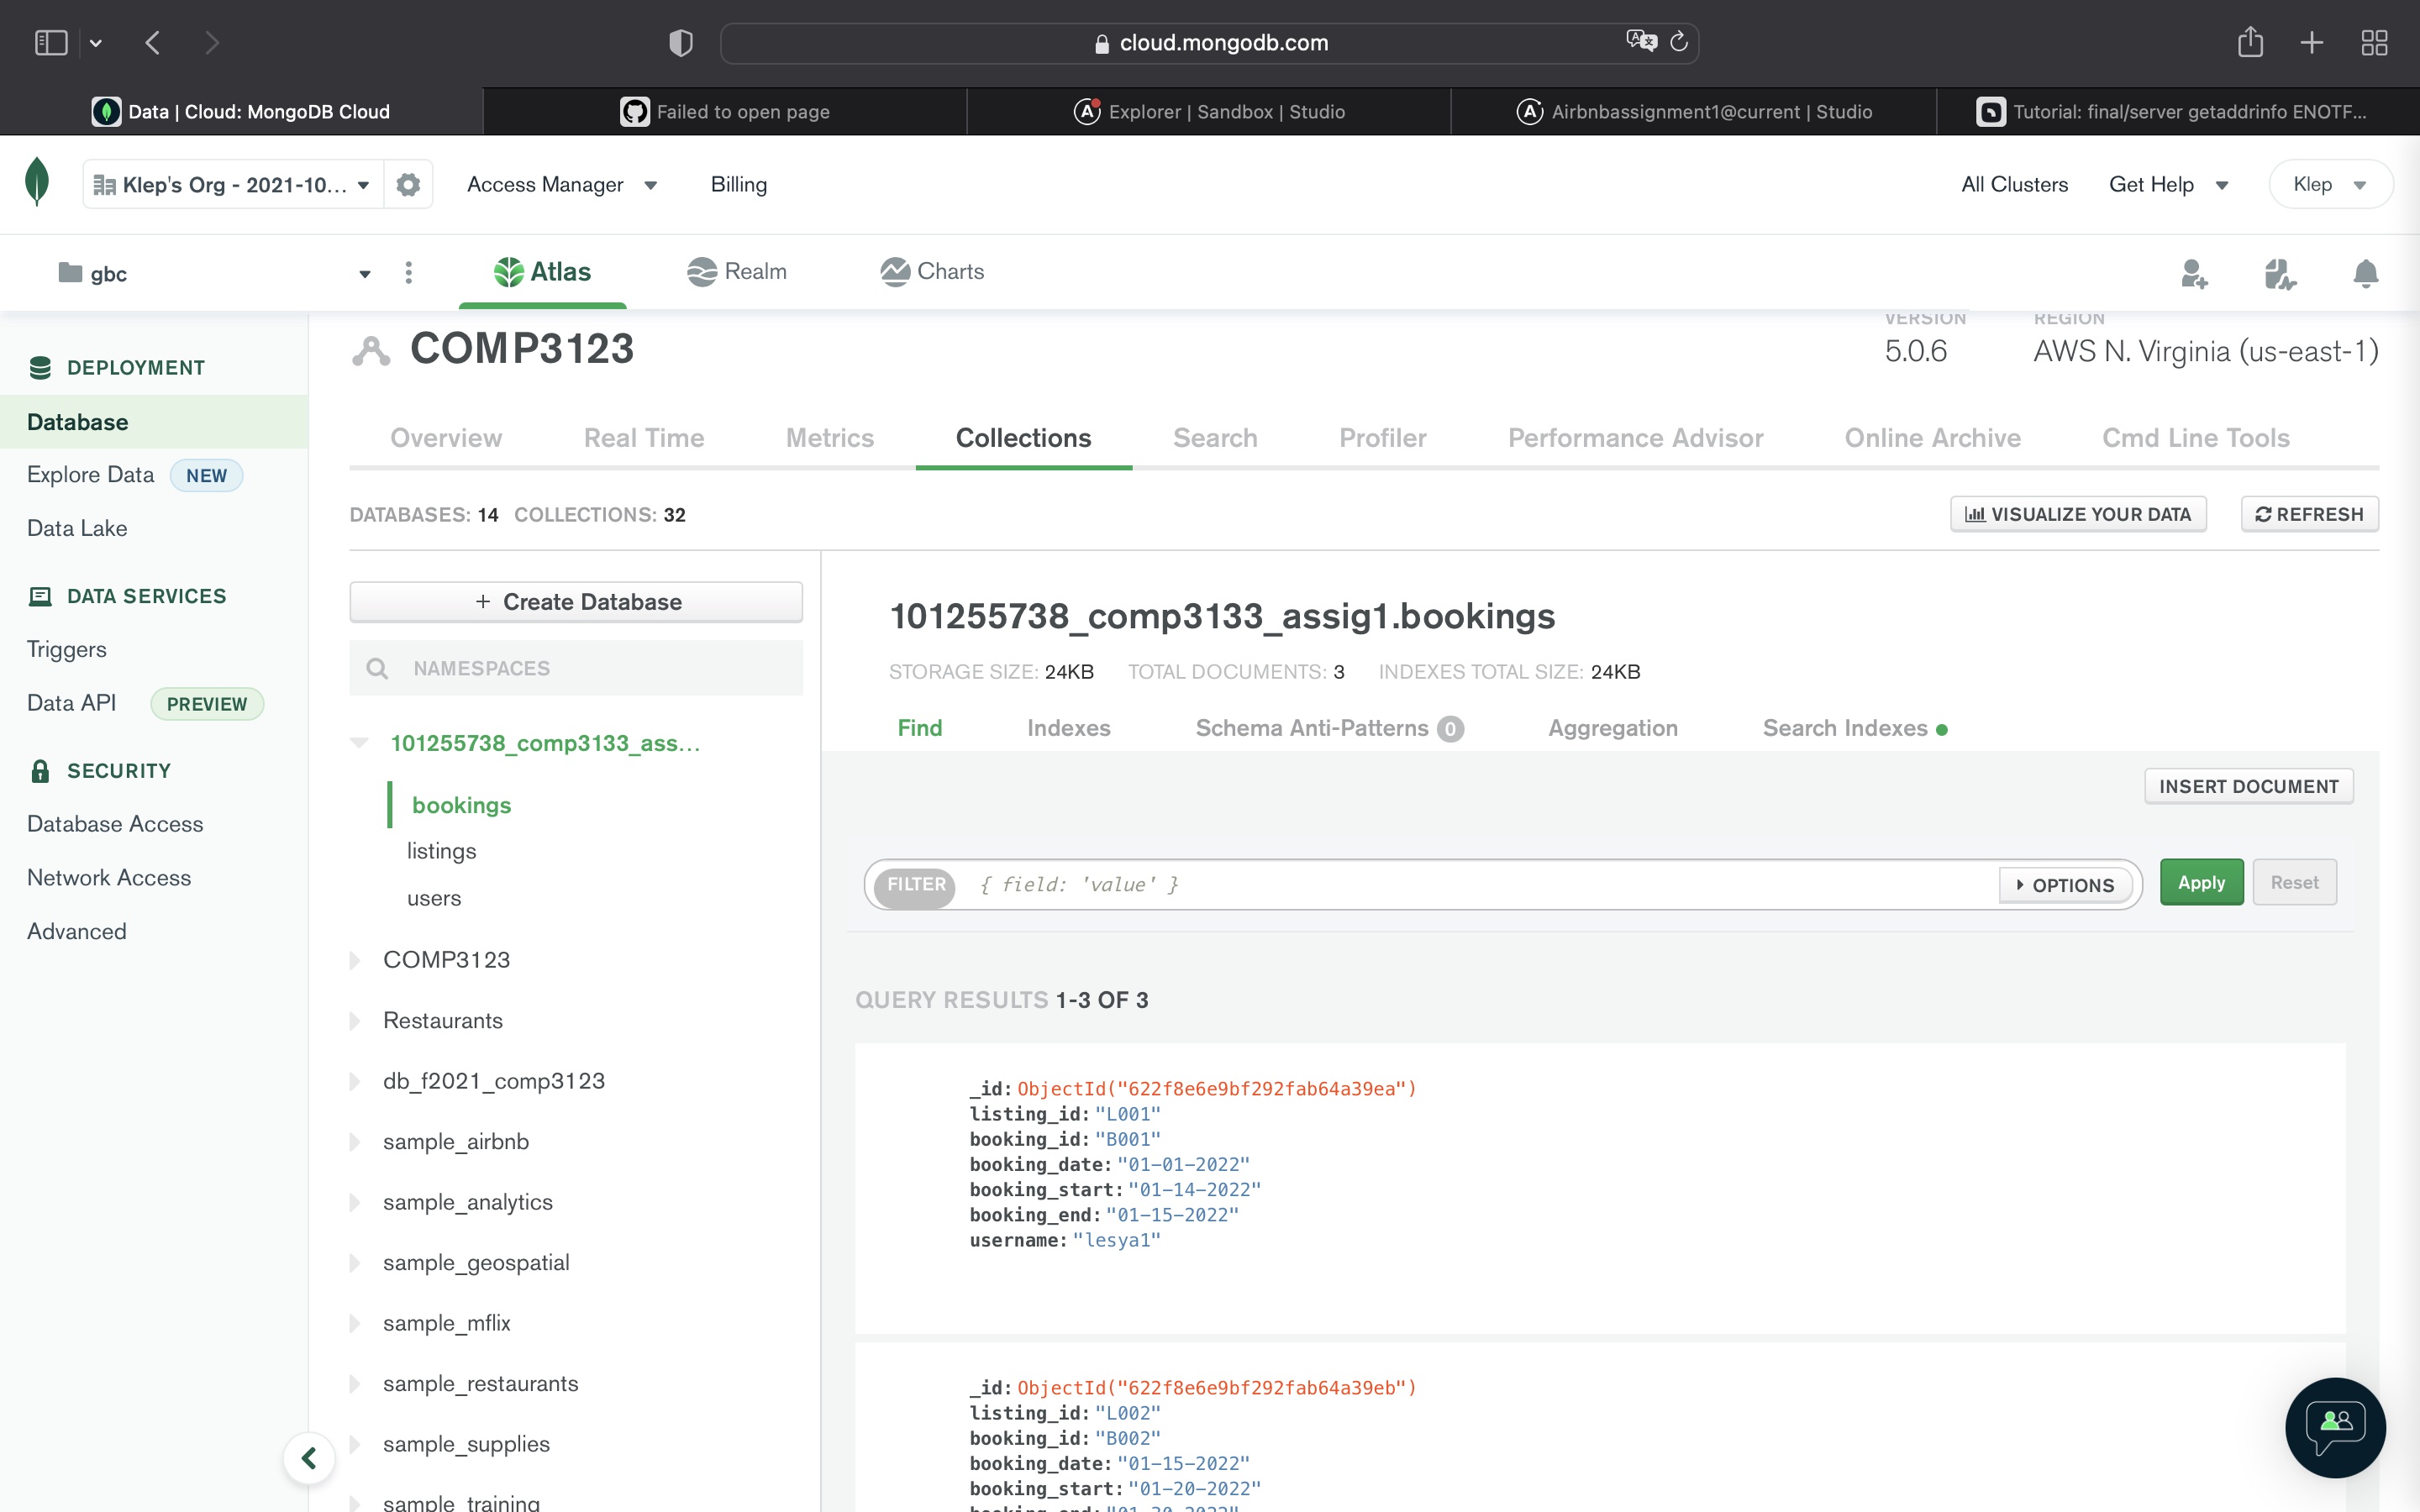 cloud.mongodb.com
Data | Cloud: MongoDB Cloud
Failed to open page
Explorer | Sandbox | Studio
Airbnbassignment1@current | Studio
Tutorial: final/server getaddrinfo ENOTF...
Klep's Org - 2021-10...
Access Manager
Billing
All Clusters
Get Help
Klep
gbc
Atlas
Realm
Charts
DEPLOYMENT
Database
Explore Data NEW
Data Lake
DATA SERVICES
Triggers
Data API PREVIEW
SECURITY
Database Access
Network Access
Advanced
COMP3123
VERSION
5.0.6
REGION
AWS N. Virginia (us-east-1)
Overview
Real Time
Metrics
Collections
Search
Profiler
Performance Advisor
Online Archive
Cmd Line Tools
DATABASES: 14 COLLECTIONS: 32
VISUALIZE YOUR DATA
REFRESH
+ Create Database
NAMESPACES
101255738_comp3133_ass...
bookings
listings
users
COMP3123
Restaurants
db_f2021_comp3123
sample_airbnb
sample_analytics
sample_geospatial
sample_mflix
sample_restaurants
sample_supplies
sample_training
101255738_comp3133_assig1.bookings
STORAGE SIZE: 24KB TOTAL DOCUMENTS: 3 INDEXES TOTAL SIZE: 24KB
Find
Indexes
Schema Anti-Patterns 0
Aggregation
Search Indexes
INSERT DOCUMENT
FILTER { field: 'value' }
OPTIONS
Apply
Reset
QUERY RESULTS 1-3 OF 3
_id: ObjectId("622f8e6e9bf292fab64a39ea")
listing_id: "L001"
booking_id: "B001"
booking_date: "01-01-2022"
booking_start: "01-14-2022"
booking_end: "01-15-2022"
username: "lesya1"
_id: ObjectId("622f8e6e9bf292fab64a39eb")
listing_id: "L002"
booking_id: "B002"
booking_date: "01-15-2022"
booking_start: "01-20-2022"
booking_end: "01-30-2022"